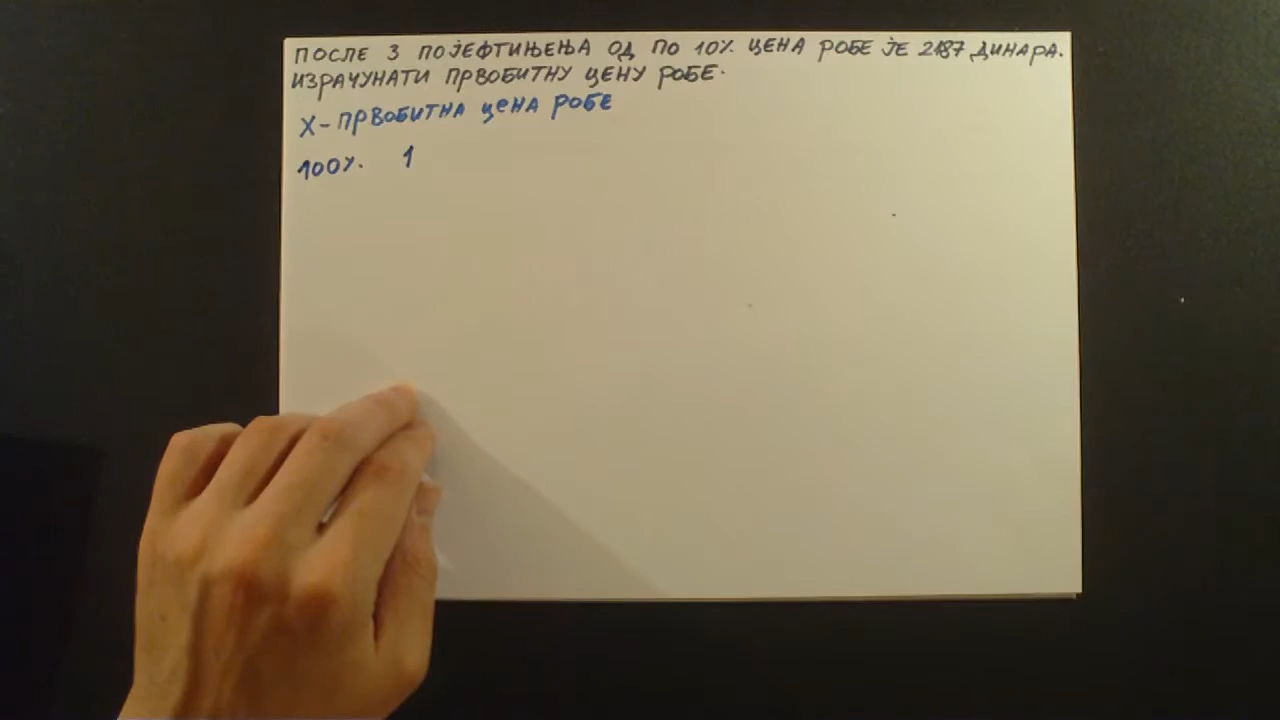 ПОСЛЕ 3 ПОЈЕФТИЊЕЊА ОД ПО 10% ЦЕНА РОБЕ ЈЕ 2187 ДИНАРА.
ИЗРАЧУНАТИ ПРВОБИТНУ ЦЕНУ РОБЕ.
X - ПРВОБИТНА ЦЕНА РОБЕ
100% 1